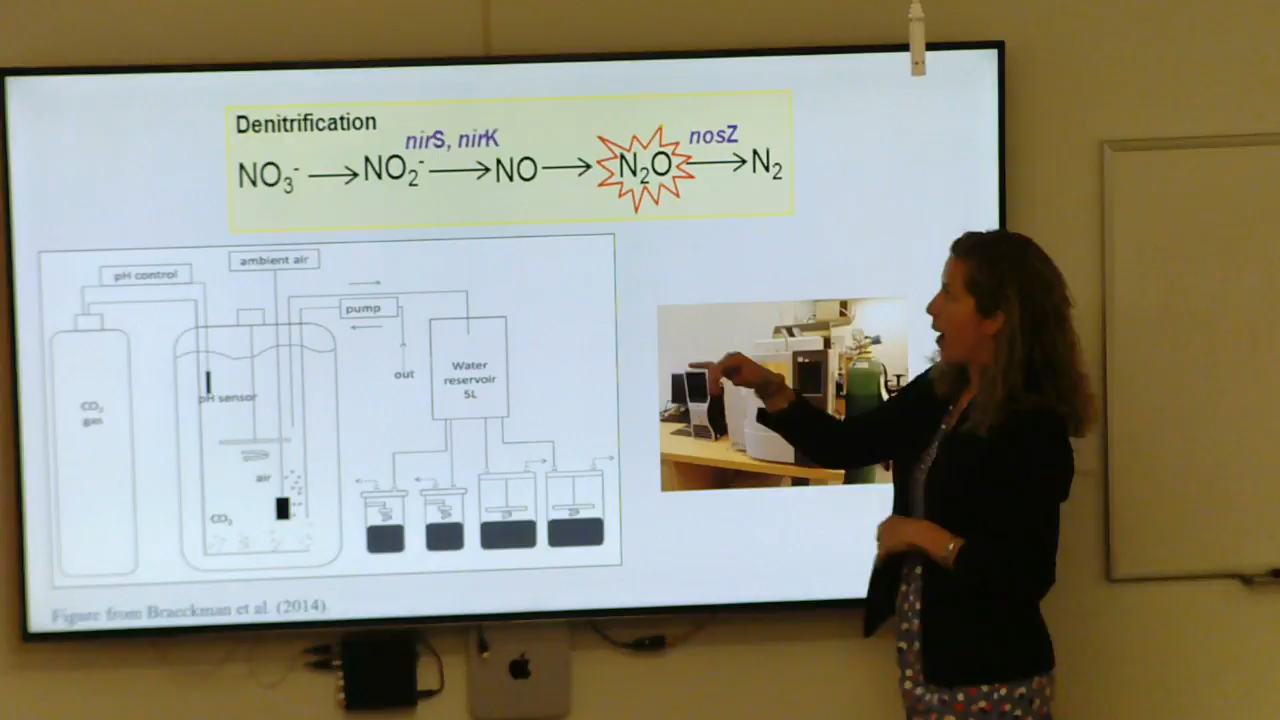 Denitrification
nirS, nirK
nosZ
NO₃⁻ → NO₂⁻ → NO → N₂O → N₂
ambient air
pH control
pump
out
Water
reservoir
5L
CO₂
gas
pH sensor
air
CO₂
Figure from Braeckman et al. (2014)